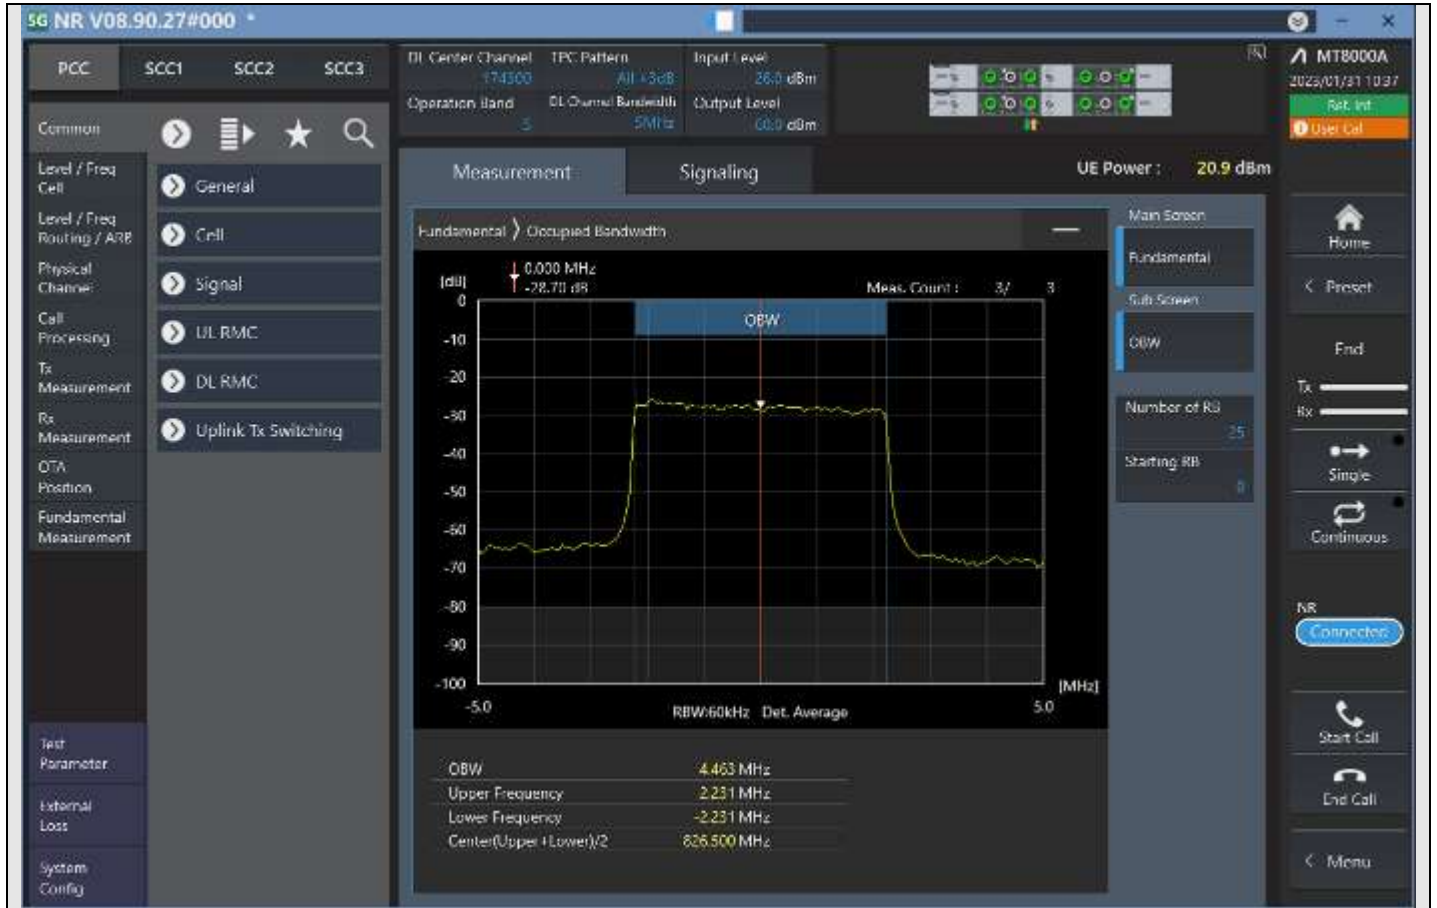 SG NR V08.90.27#000 *
PCC SCC1 SCC2 SCC3
DL Center Channel TPC Pattern Input Level
174300 All +3dB 26.0 dBm
Operation Band DL Channel Bandwidth Output Level
5 5MHz dBm
MT8000A
2023/01/31 10:37
Ref. Int
User Cal
Common
Level / Freq
Cell
Level / Freq
Routing / ARB
Physical
Channel
Call
Processing
Tx
Measurement
Rx
Measurement
OTA
Position
Fundamental
Measurement
Test
Parameter
External
Loss
System
Config
General
Cell
Signal
UL RMC
DL RMC
Uplink Tx Switching
Measurement Signaling
UE Power : 20.9 dBm
Fundamental Occupied Bandwidth
0.000 MHz
[dB] -28.70 dB Meas. Count : 3/ 3
OBW
0
-10
-20
-30
-40
-50
-60
-70
-80
-90
-100
[MHz]
-5.0 RBW:60kHz Det. Average 5.0
OBW 4.463 MHz
Upper Frequency 2.231 MHz
Lower Frequency -2.231 MHz
Center(Upper+Lower)/2 826.500 MHz
Main Screen
Fundamental
Sub Screen
OBW
Number of RB
25
Starting RB
0
Home
< Preset
End
Tx
Rx
Single
Continuous
NR
Connected
Start Call
End Call
< Menu